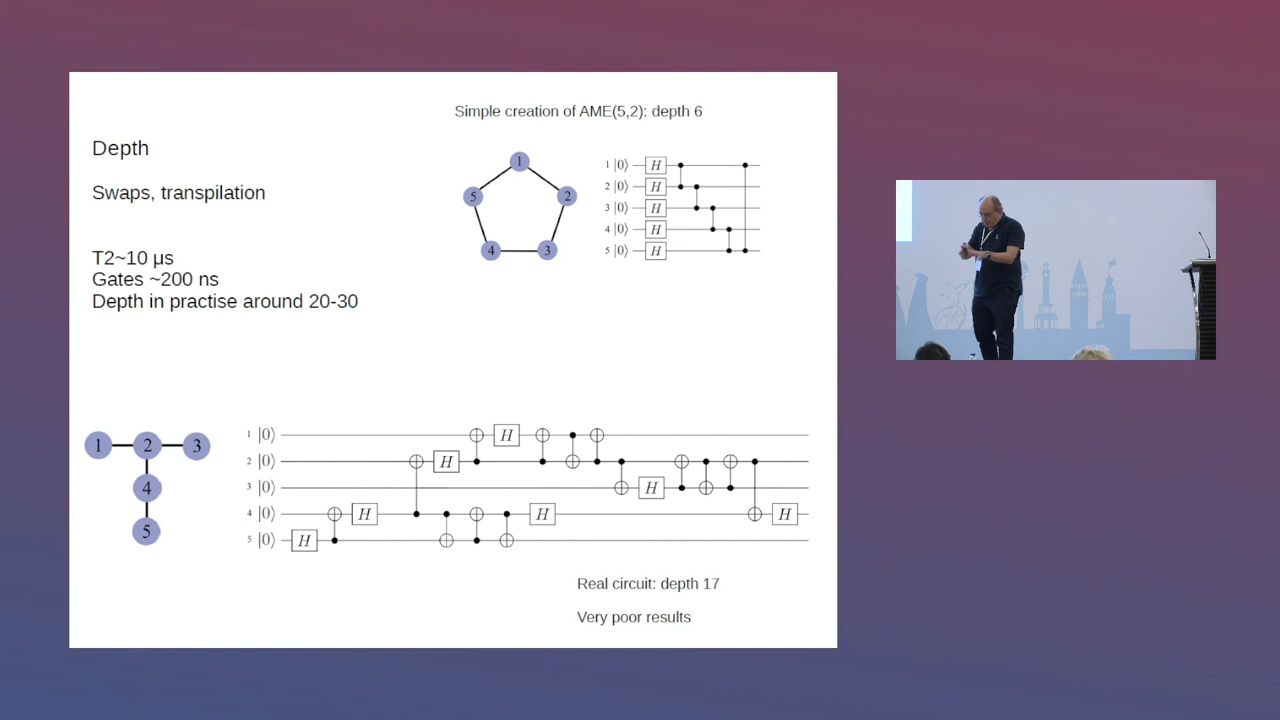 Simple creation of AME(5,2): depth 6
Depth
Swaps, transpilation
T2~10 μs
Gates ~200 ns
Depth in practise around 20-30
1
5
2
4
3
1 |0⟩ H
2 |0⟩ H
3 |0⟩ H
4 |0⟩ H
5 |0⟩ H
1 2 3
4
5
1 |0⟩ H
2 |0⟩ H
3 |0⟩ H
4 |0⟩ H H H
5 |0⟩ H
Real circuit: depth 17
Very poor results